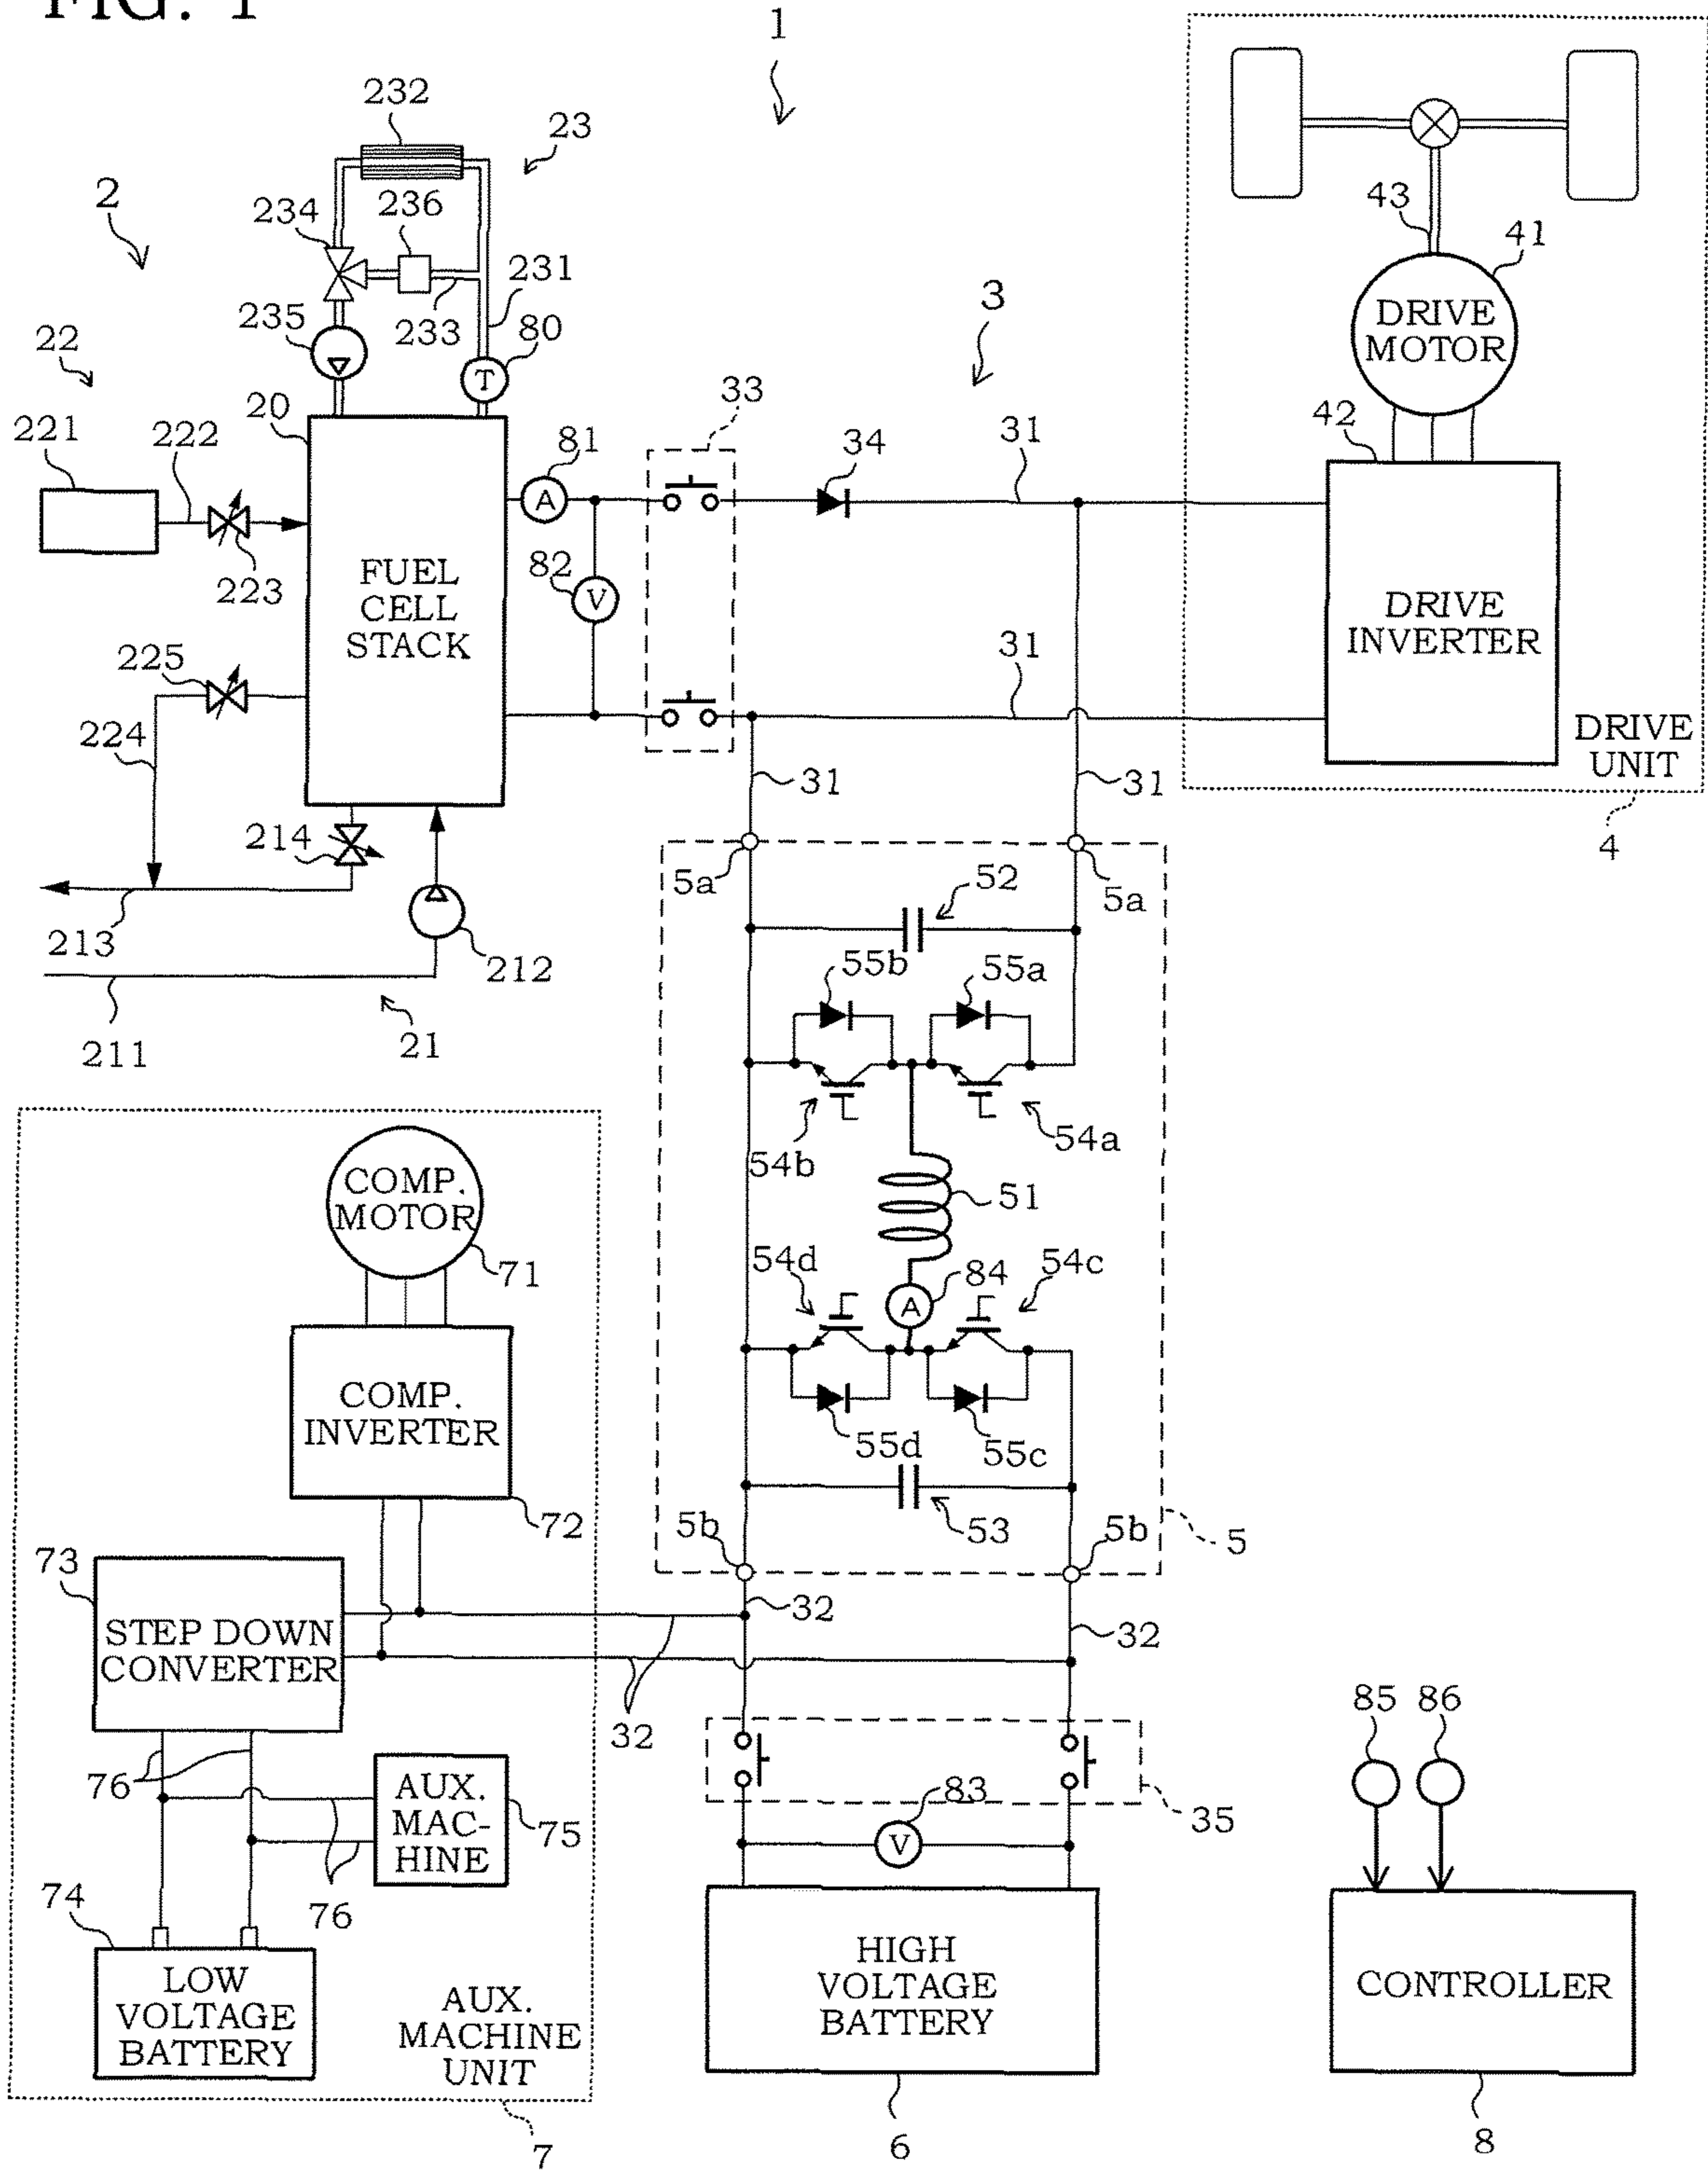 FIG. 1
1
232
23
2
234
236
43
41
231
235
233
80
3
DRIVE
MOTOR
22
T
33
20
221
222
81
34
31
42
A
82
FUEL
CELL
STACK
V
223
DRIVE
INVERTER
225
31
224
DRIVE
UNIT
31
31
214
4
5a
52
5a
213
212
55b
55a
211
21
54b
54a
COMP.
MOTOR
51
71
54d
84
54c
A
COMP.
INVERTER
55d
55c
72
5b
53
5b
5
73
32
32
STEP DOWN
CONVERTER
32
85
86
76
AUX.
MAC-
HINE
75
83
35
V
74
76
LOW
VOLTAGE
BATTERY
AUX.
MACHINE
UNIT
HIGH
VOLTAGE
BATTERY
CONTROLLER
7
6
8